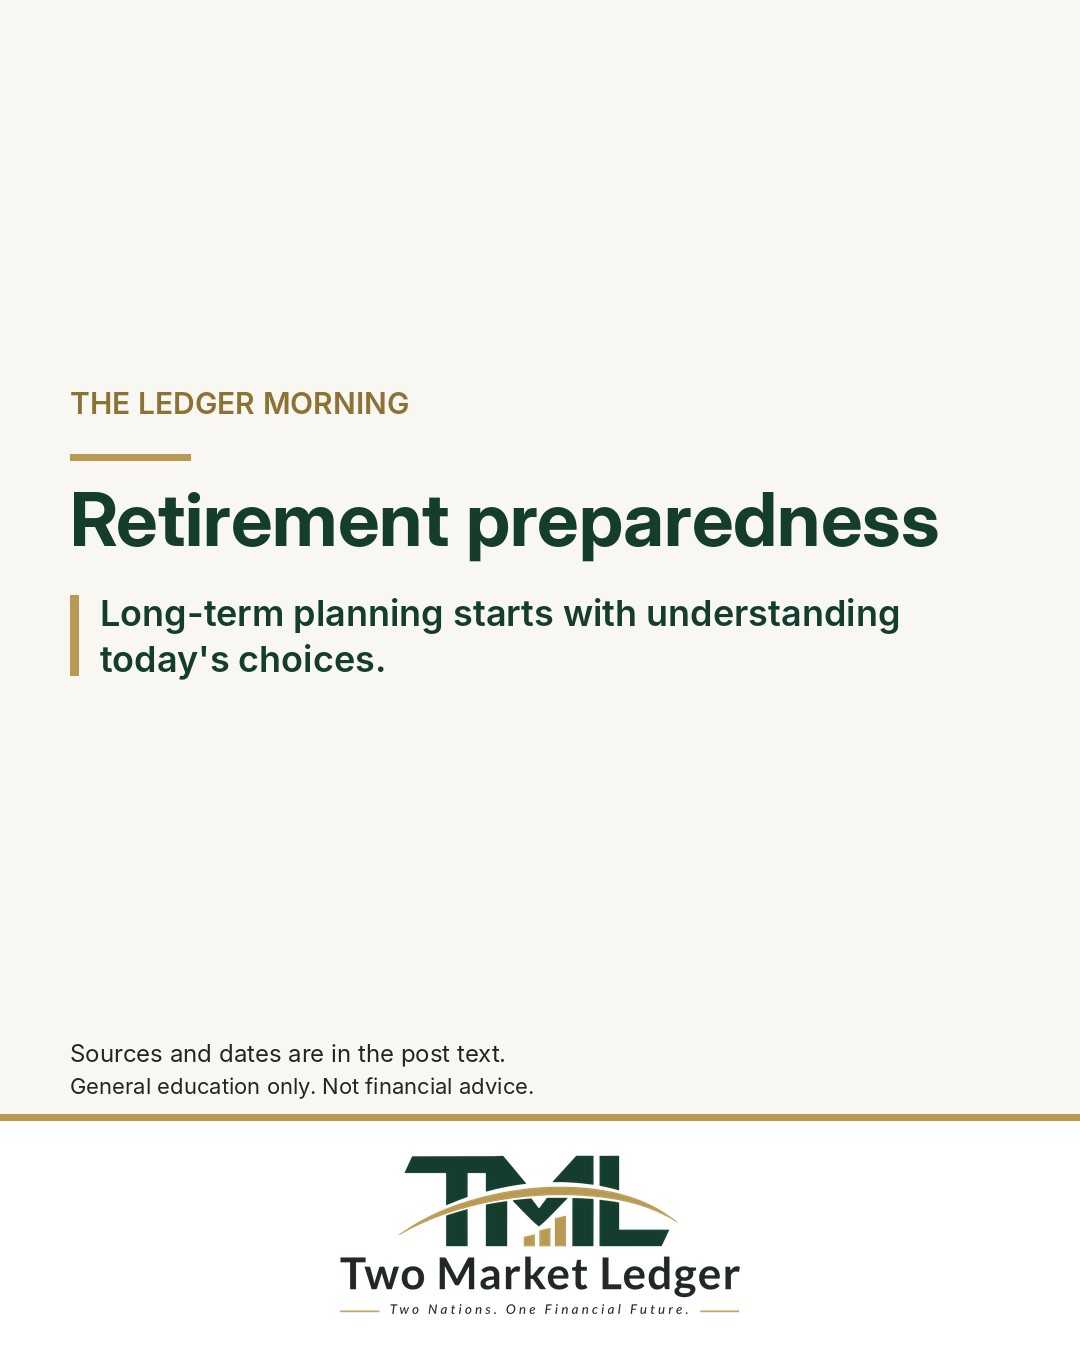 THE LEDGER MORNING
Retirement preparedness
Long-term planning starts with understanding
today's choices.
Sources and dates are in the post text.
General education only. Not financial advice.
TML
Two Market Ledger
Two Nations. One Financial Future.